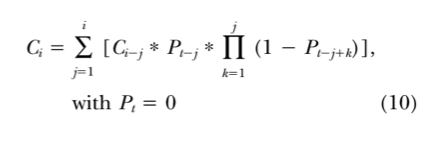 C_i = \sum_{j=1}^{i} [C_{i-j} * P_{t-j} * \prod_{k=1}^{j} (1 - P_{t-j+k})],
with P_t = 0 (10)